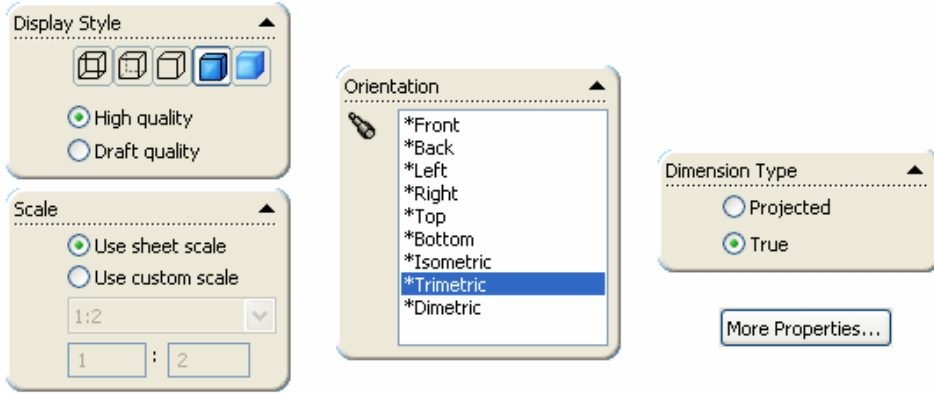 Display Style
High quality
Draft quality
Scale
Use sheet scale
Use custom scale
1:2
1 : 2
Orientation
*Front
*Back
*Left
*Right
*Top
*Bottom
*Isometric
*Trimetric
*Dimetric
Dimension Type
Projected
True
More Properties...